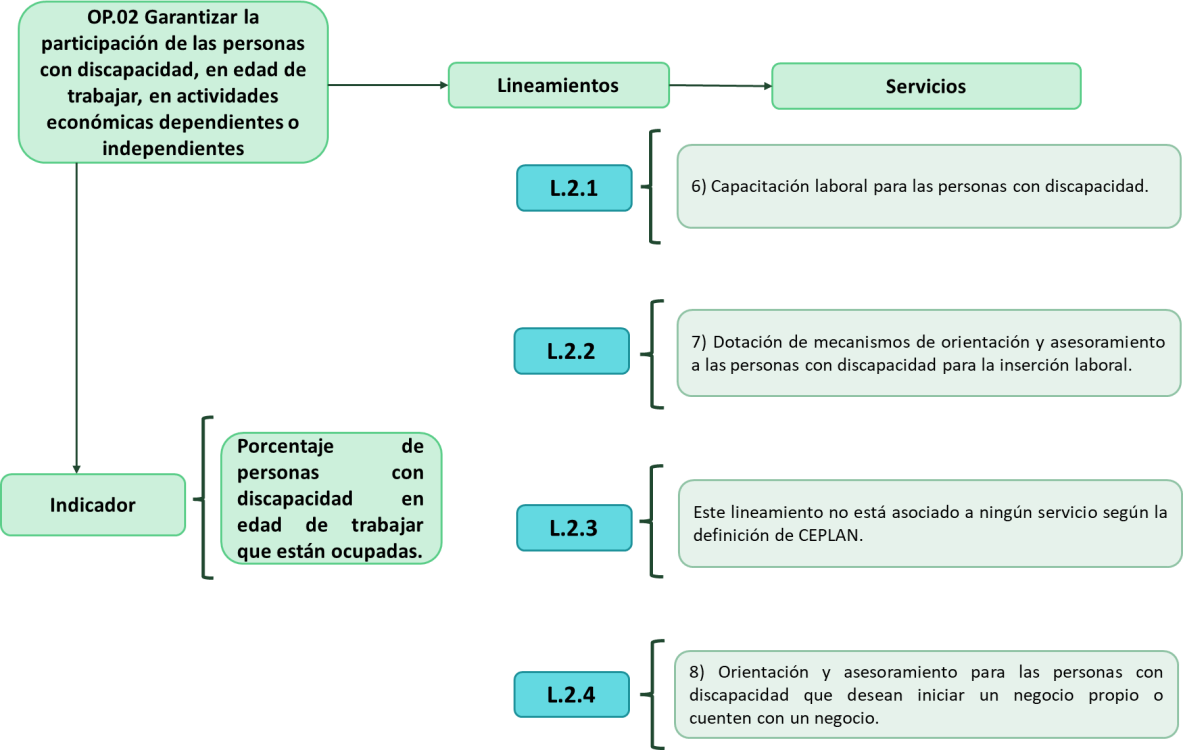 OP.02 Garantizar la
participación de las personas
con discapacidad, en edad de
trabajar, en actividades
económicas dependientes o
independientes
Lineamientos
Servicios
L.2.1
6) Capacitación laboral para las personas con discapacidad.
L.2.2
7) Dotación de mecanismos de orientación y asesoramiento
a las personas con discapacidad para la inserción laboral.
Indicador
Porcentaje de
personas con
discapacidad en
edad de trabajar
que están ocupadas.
L.2.3
Este lineamiento no está asociado a ningún servicio según la
definición de CEPLAN.
L.2.4
8) Orientación y asesoramiento para las personas con
discapacidad que desean iniciar un negocio propio o
cuenten con un negocio.